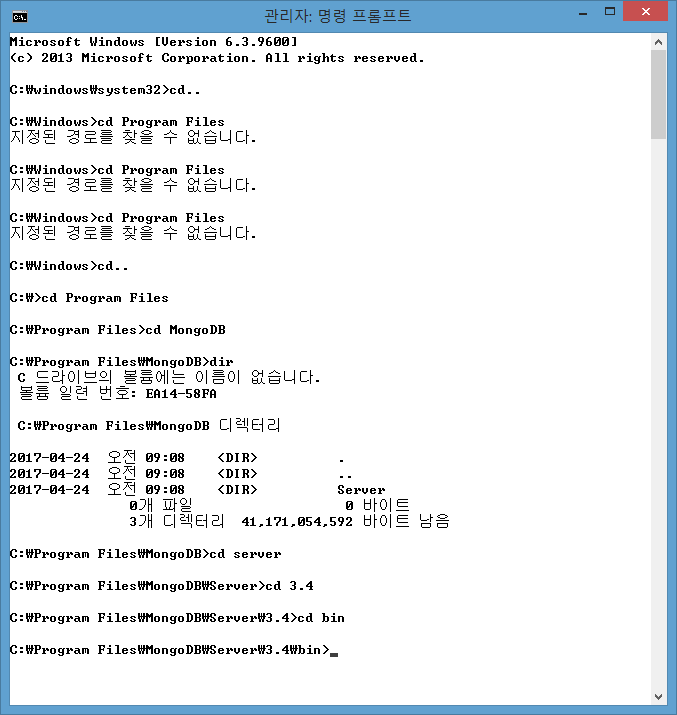 관리자: 명령 프롬프트
Microsoft Windows [Version 6.3.9600]
(c) 2013 Microsoft Corporation. All rights reserved.
C:₩windows₩system32>cd..
C:₩Windows>cd Program Files
지정된 경로를 찾을 수 없습니다.
C:₩Windows>cd Program Files
지정된 경로를 찾을 수 없습니다.
C:₩Windows>cd Program Files
지정된 경로를 찾을 수 없습니다.
C:₩Windows>cd..
C:₩>cd Program Files
C:₩Program Files>cd MongoDB
C:₩Program Files₩MongoDB>dir
C 드라이브의 볼륨에는 이름이 없습니다.
볼륨 일련 번호: EA14-58FA
C:₩Program Files₩MongoDB 디렉터리
2017-04-24 오전 09:08 <DIR> .
2017-04-24 오전 09:08 <DIR> ..
2017-04-24 오전 09:08 <DIR> Server
0개 파일 0 바이트
3개 디렉터리 41,171,054,592 바이트 남음
C:₩Program Files₩MongoDB>cd server
C:₩Program Files₩MongoDB₩Server>cd 3.4
C:₩Program Files₩MongoDB₩Server₩3.4>cd bin
C:₩Program Files₩MongoDB₩Server₩3.4₩bin>